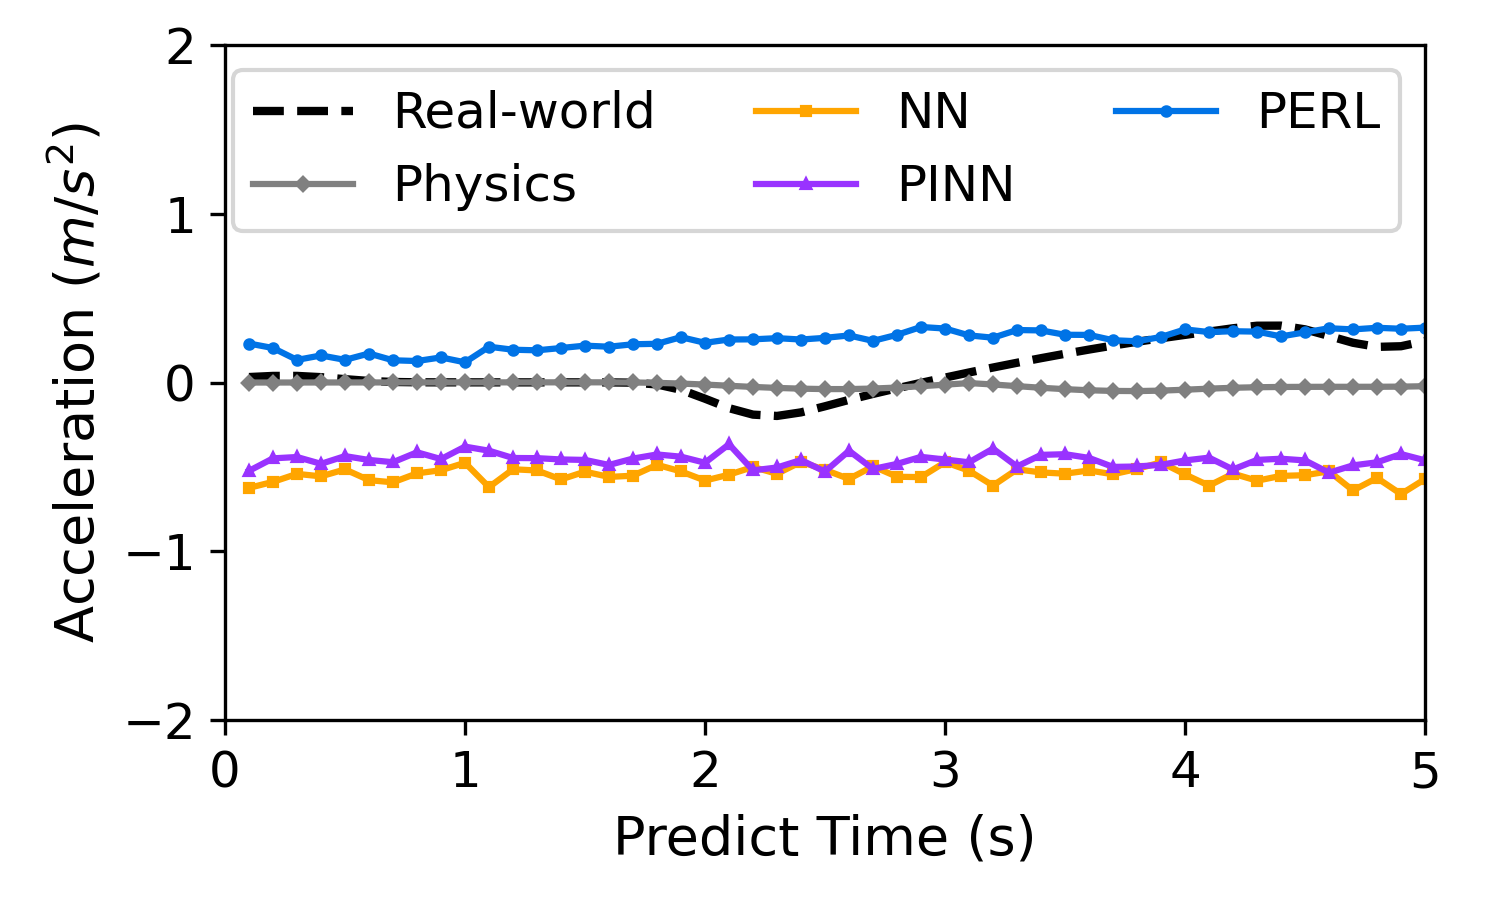 2
1
0
−1
−2
Acceleration (m/s²)
Real-world
NN
PERL
Physics
PINN
0 1 2 3 4 5
Predict Time (s)